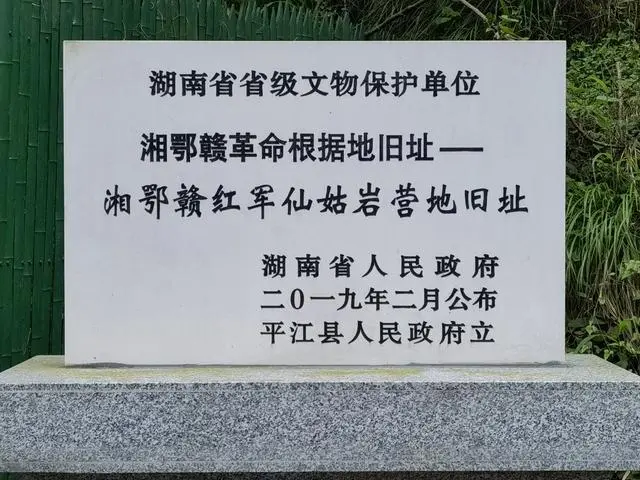 湖南省省级文物保护单位
湘鄂赣革命根据地旧址——
湘鄂赣红军仙姑岩营地旧址
湖南省人民政府
二〇一九年二月公布
平江县人民政府立